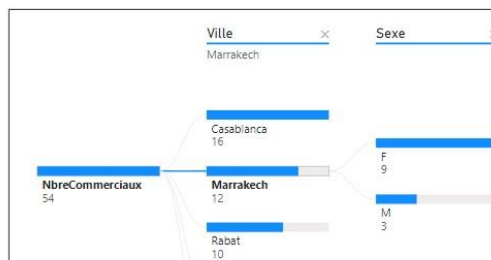 Ville × Sexe ×
Marrakech
Casablanca
16
F
9
NbreCommerciaux
54
Marrakech
12
M
3
Rabat
10